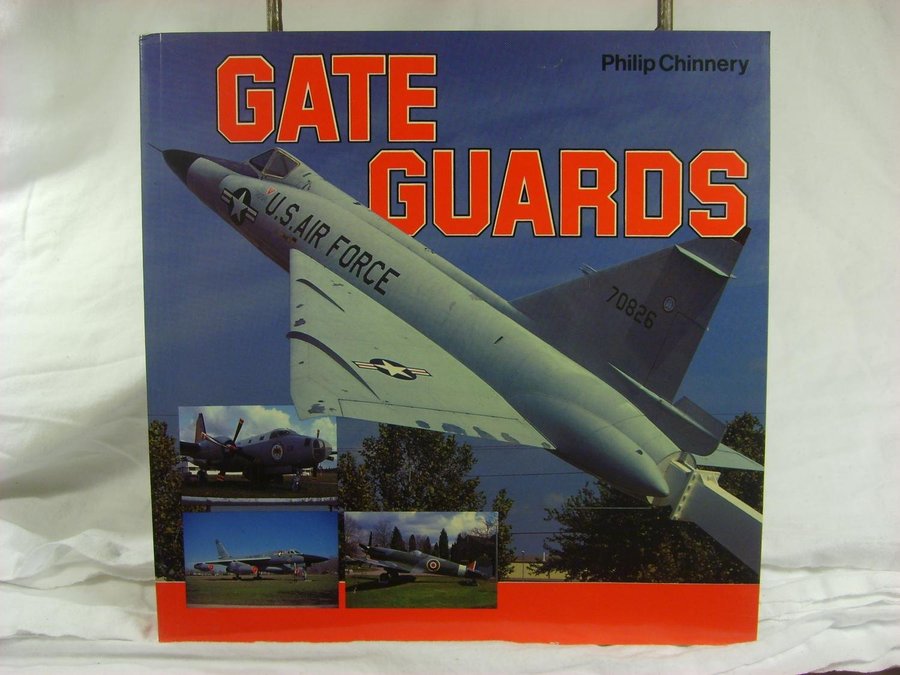 Philip Chinnery
GATE
GUARDS
U.S. AIR FORCE
70826